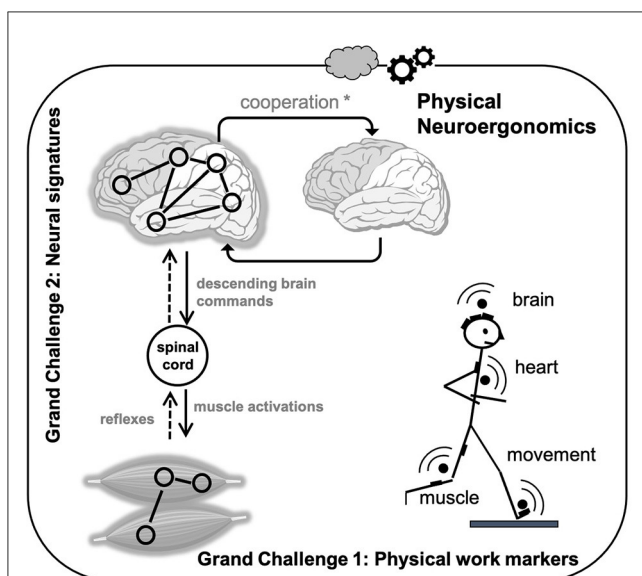 cooperation *
Physical
Neuroergonomics
Grand Challenge 2: Neural signatures
descending brain
commands
spinal
cord
reflexes
muscle activations
brain
heart
movement
muscle
Grand Challenge 1: Physical work markers